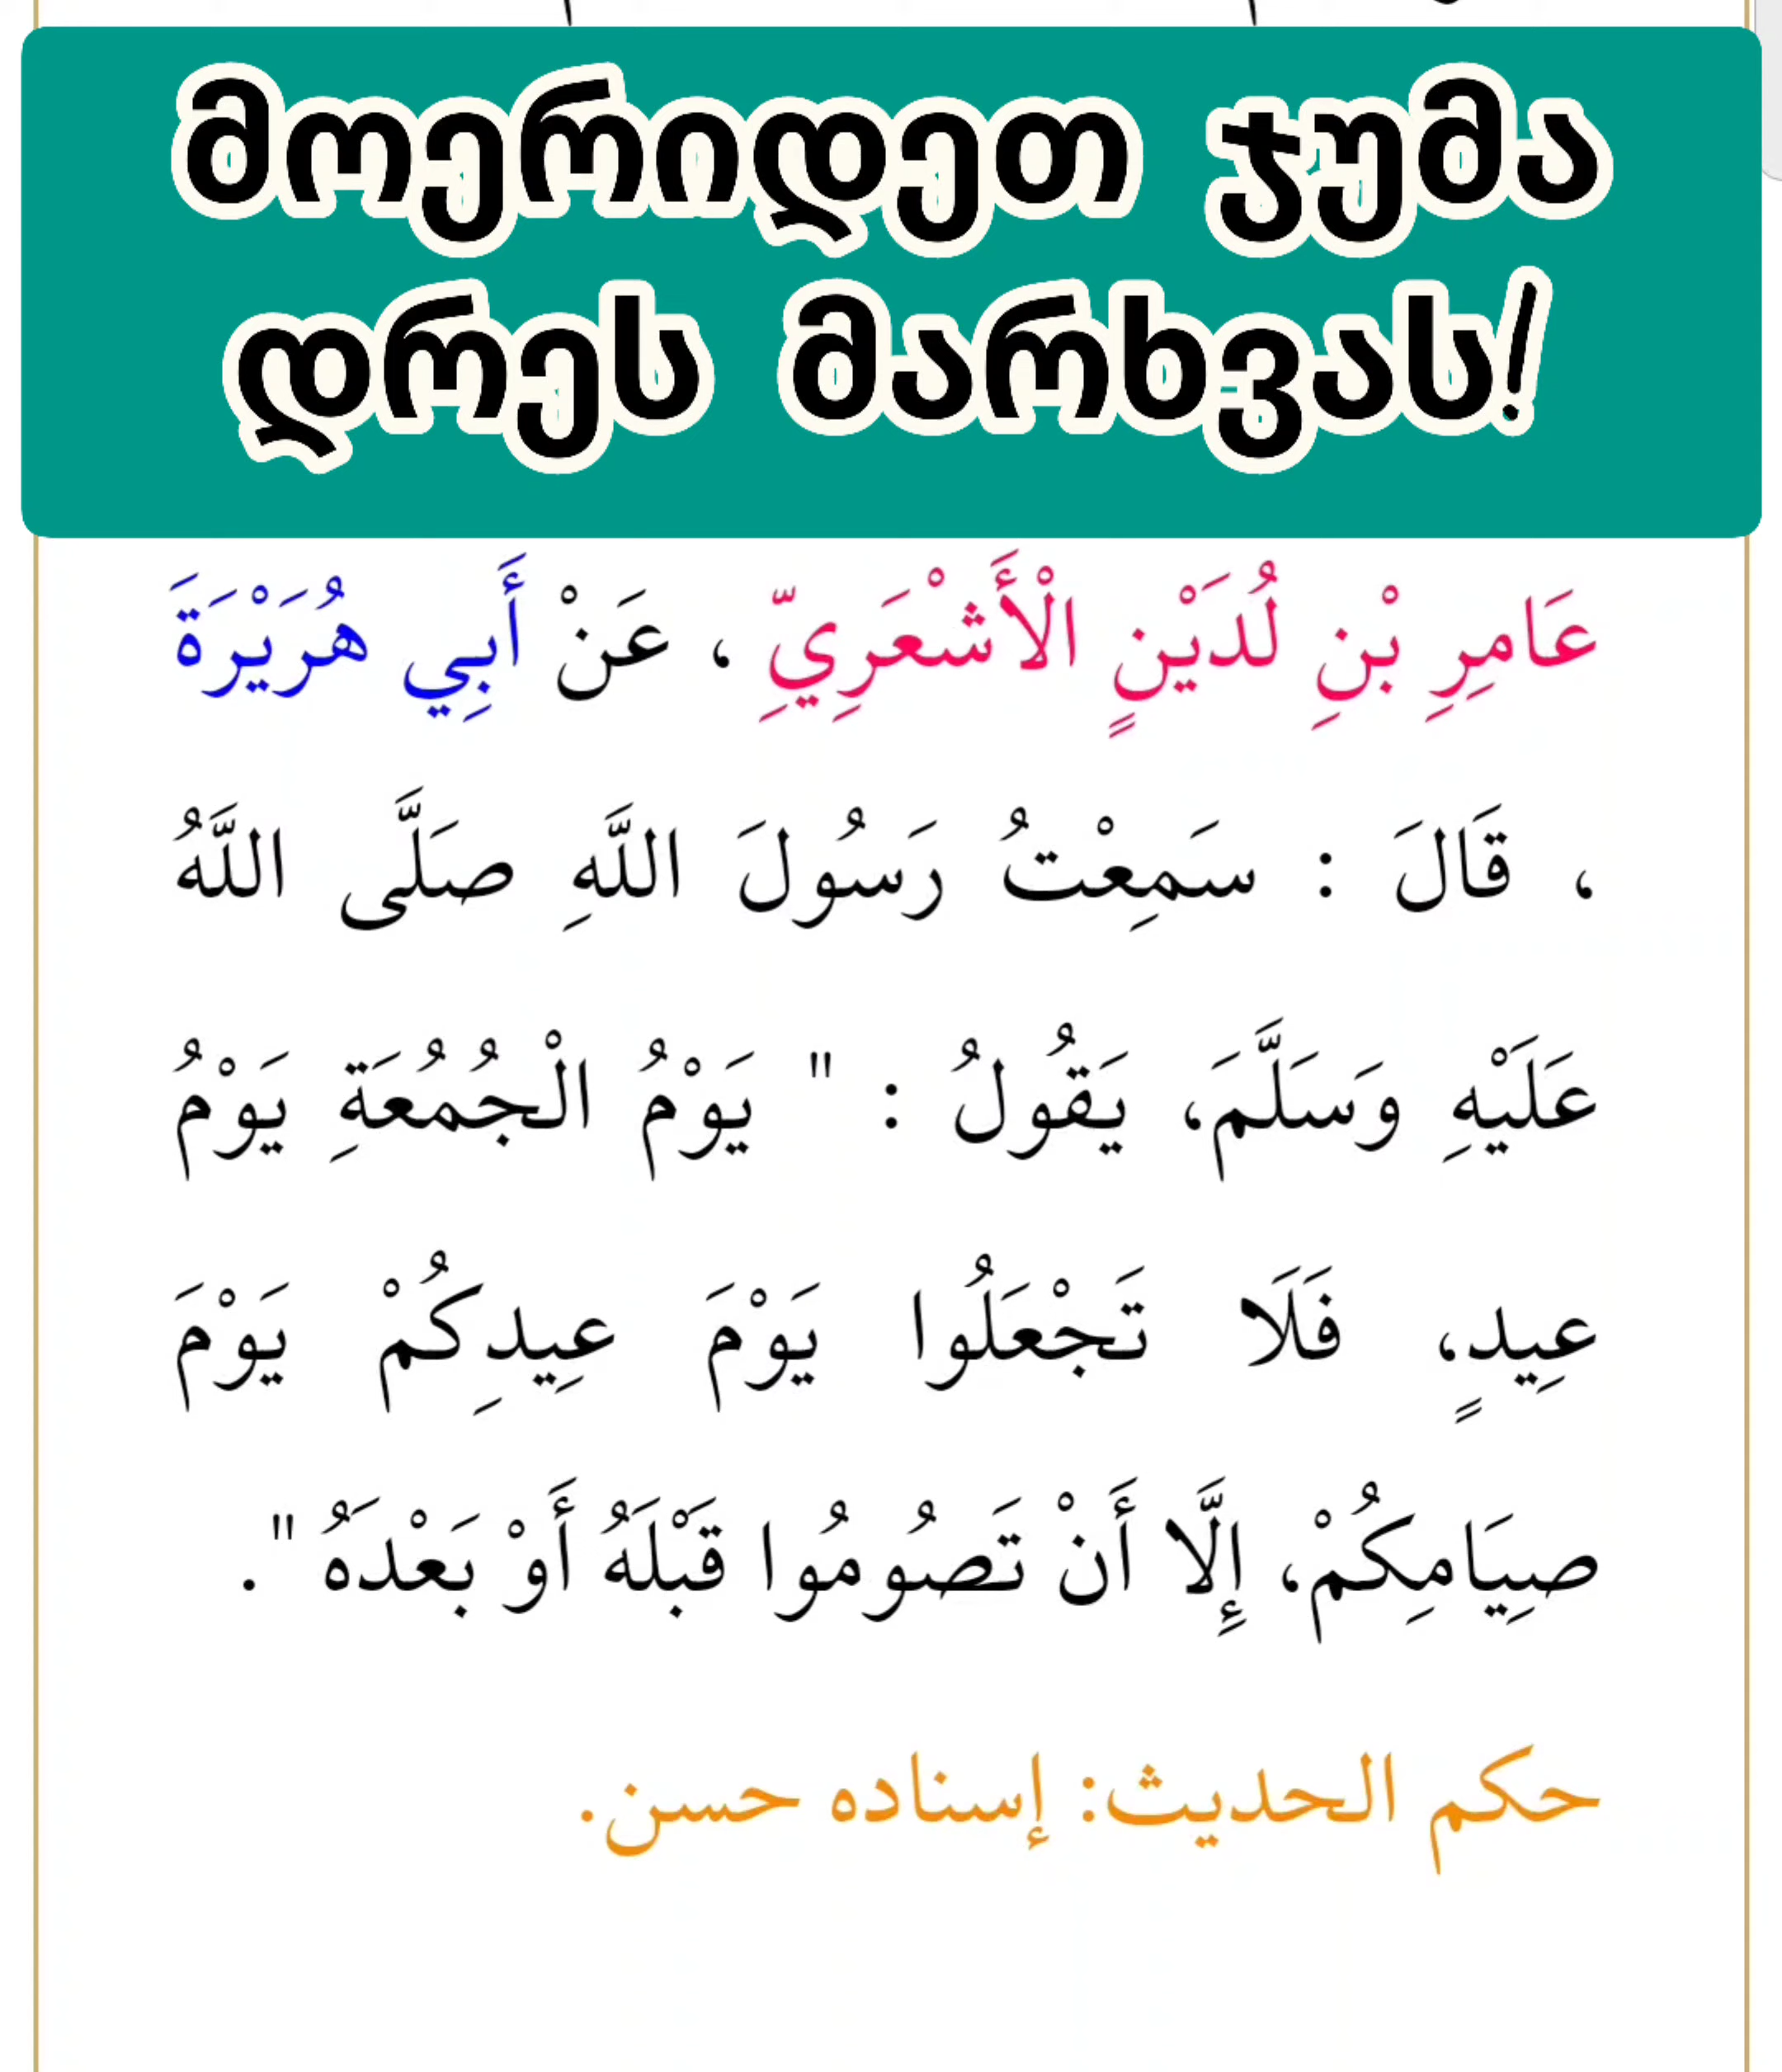 მოერიდეთ ჯუმა
დრეს მარხვას!
عَامِرِ بْنِ لُدَيْنٍ الْأَشْعَرِيِّ ، عَنْ أَبِي هُرَيْرَةَ
، قَالَ : سَمِعْتُ رَسُولَ اللَّهِ صَلَّى اللَّهُ
عَلَيْهِ وَسَلَّمَ، يَقُولُ : " يَوْمُ الْجُمُعَةِ يَوْمُ
عِيدٍ، فَلَا تَجْعَلُوا يَوْمَ عِيدِكُمْ يَوْمَ
صِيَامِكُمْ، إِلَّا أَنْ تَصُومُوا قَبْلَهُ أَوْ بَعْدَهُ ".
حكم الحديث: إسناده حسن.